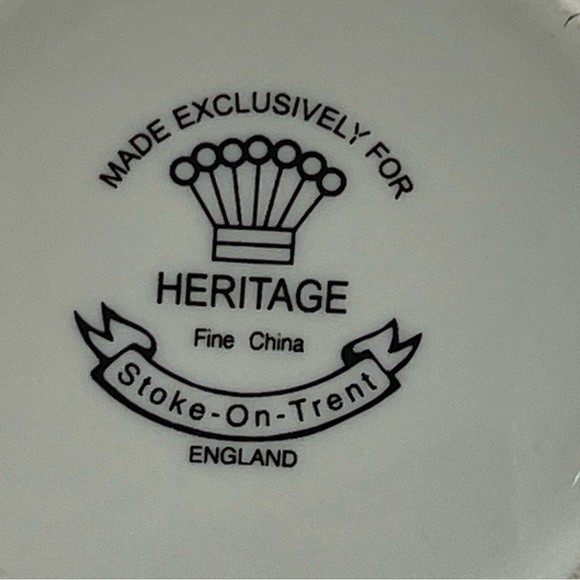 MADE EXCLUSIVELY FOR
HERITAGE
Fine China
Stoke-On-Trent
ENGLAND